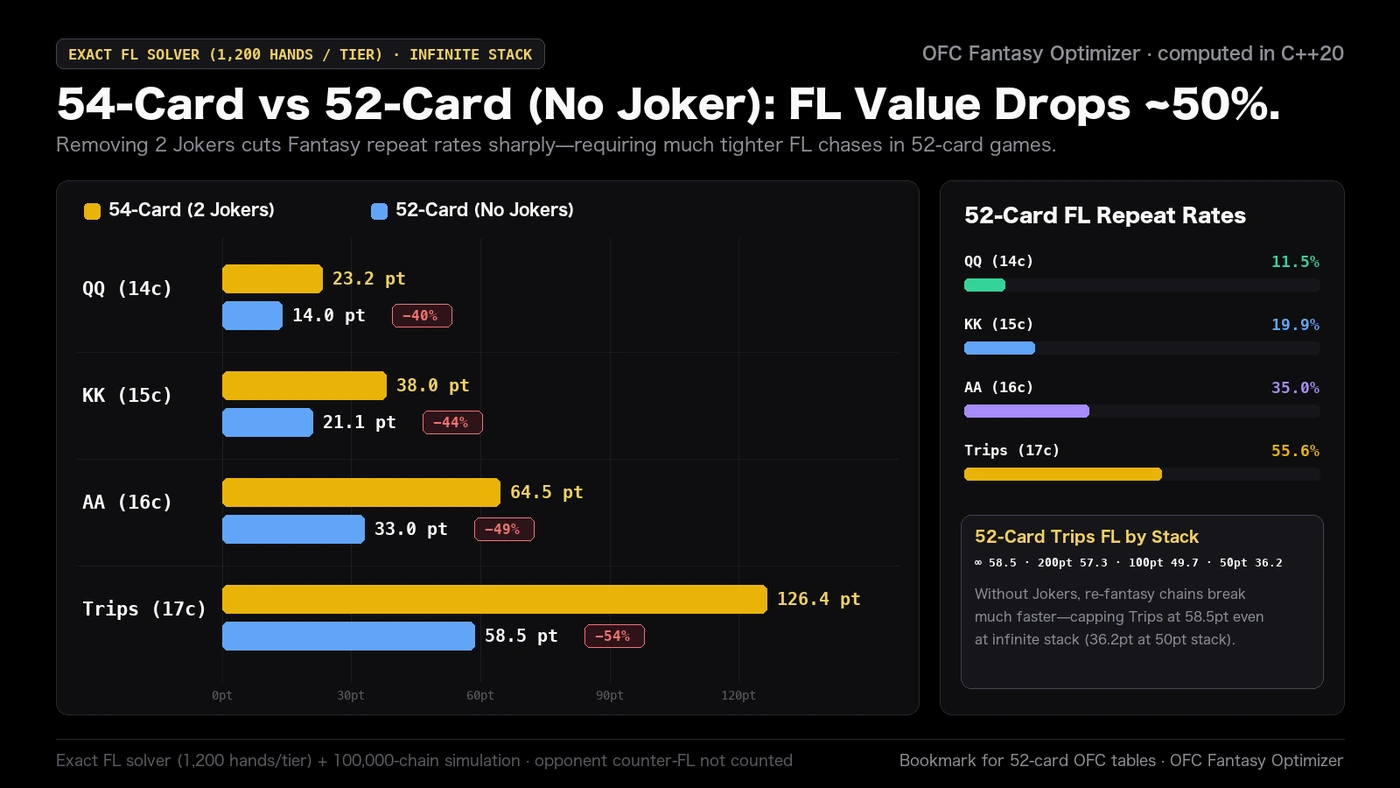 EXACT FL SOLVER (1,200 HANDS / TIER) · INFINITE STACK
OFC Fantasy Optimizer · computed in C++20
54-Card vs 52-Card (No Joker): FL Value Drops ~50%.
Removing 2 Jokers cuts Fantasy repeat rates sharply—requiring much tighter FL chases in 52-card games.
54-Card (2 Jokers)
52-Card (No Jokers)
QQ (14c)
23.2 pt
14.0 pt
−40%
KK (15c)
38.0 pt
21.1 pt
−44%
AA (16c)
64.5 pt
33.0 pt
−49%
Trips (17c)
126.4 pt
58.5 pt
−54%
0pt
30pt
60pt
90pt
120pt
52-Card FL Repeat Rates
QQ (14c)
11.5%
KK (15c)
19.9%
AA (16c)
35.0%
Trips (17c)
55.6%
52-Card Trips FL by Stack
∞ 58.5 · 200pt 57.3 · 100pt 49.7 · 50pt 36.2
Without Jokers, re-fantasy chains break
much faster—capping Trips at 58.5pt even
at infinite stack (36.2pt at 50pt stack).
Exact FL solver (1,200 hands/tier) + 100,000-chain simulation · opponent counter-FL not counted
Bookmark for 52-card OFC tables · OFC Fantasy Optimizer